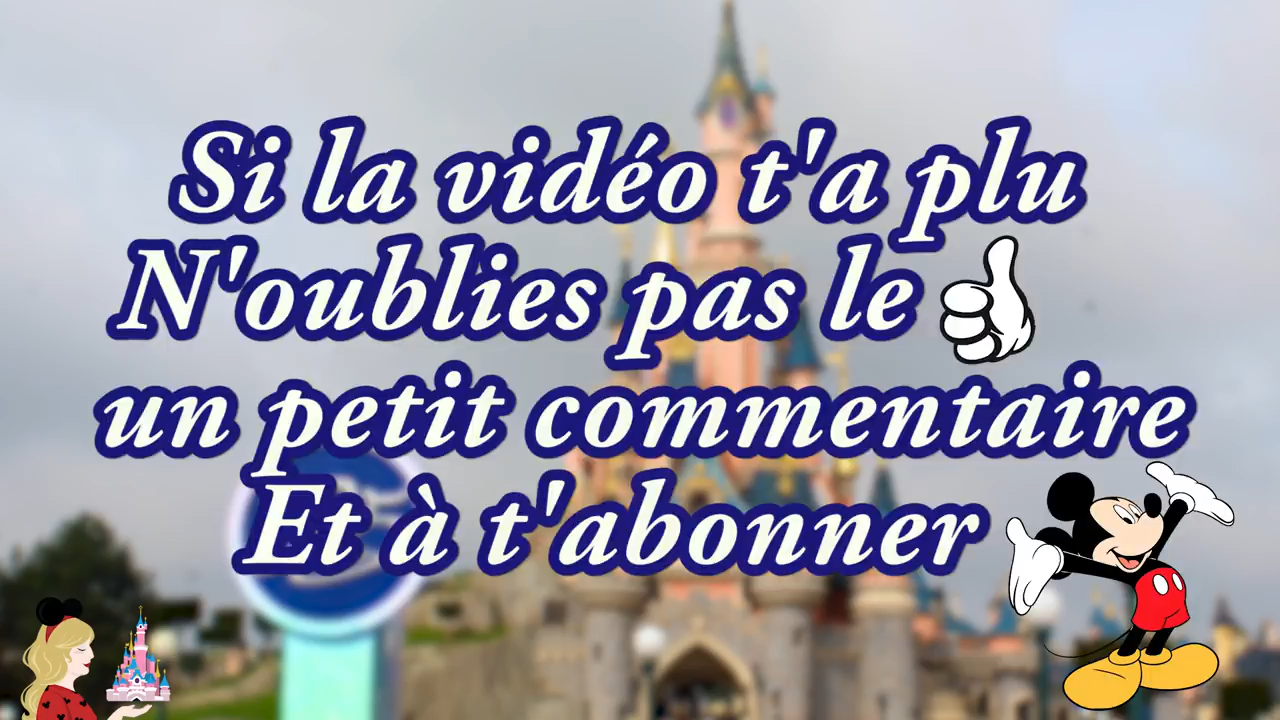 Si la vidéo t'a plu
N'oublies pas le
un petit commentaire
Et à t'abonner